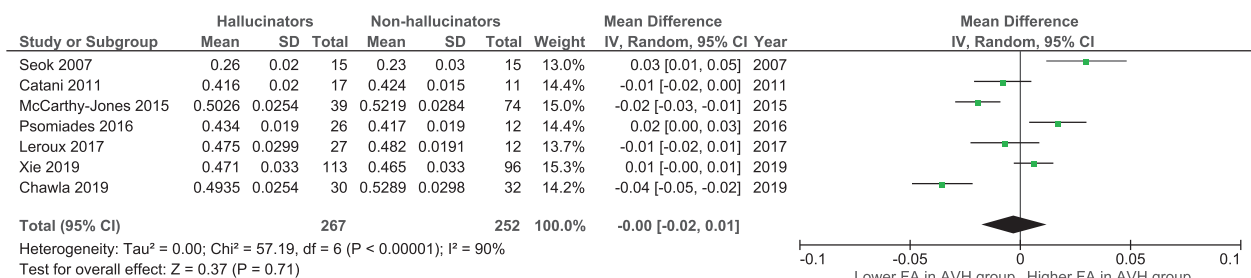 Hallucinators Non-hallucinators Mean Difference Mean Difference
Study or Subgroup Mean SD Total Mean SD Total Weight IV, Random, 95% CI Year IV, Random, 95% CI
Seok 2007 0.26 0.02 15 0.23 0.03 15 13.0% 0.03 [0.01, 0.05] 2007
Catani 2011 0.416 0.02 17 0.424 0.015 11 14.4% -0.01 [-0.02, 0.00] 2011
McCarthy-Jones 2015 0.5026 0.0254 39 0.5219 0.0284 74 15.0% -0.02 [-0.03, -0.01] 2015
Psomiades 2016 0.434 0.019 26 0.417 0.019 12 14.4% 0.02 [0.00, 0.03] 2016
Leroux 2017 0.475 0.0299 27 0.482 0.0191 12 13.7% -0.01 [-0.02, 0.01] 2017
Xie 2019 0.471 0.033 113 0.465 0.033 96 15.3% 0.01 [-0.00, 0.01] 2019
Chawla 2019 0.4935 0.0254 30 0.5289 0.0298 32 14.2% -0.04 [-0.05, -0.02] 2019
Total (95% CI) 267 252 100.0% -0.00 [-0.02, 0.01]
Heterogeneity: Tau² = 0.00; Chi² = 57.19, df = 6 (P < 0.00001); I² = 90%
Test for overall effect: Z = 0.37 (P = 0.71)
-0.1 -0.05 0 0.05 0.1
Lower FA in AVH group Higher FA in AVH group